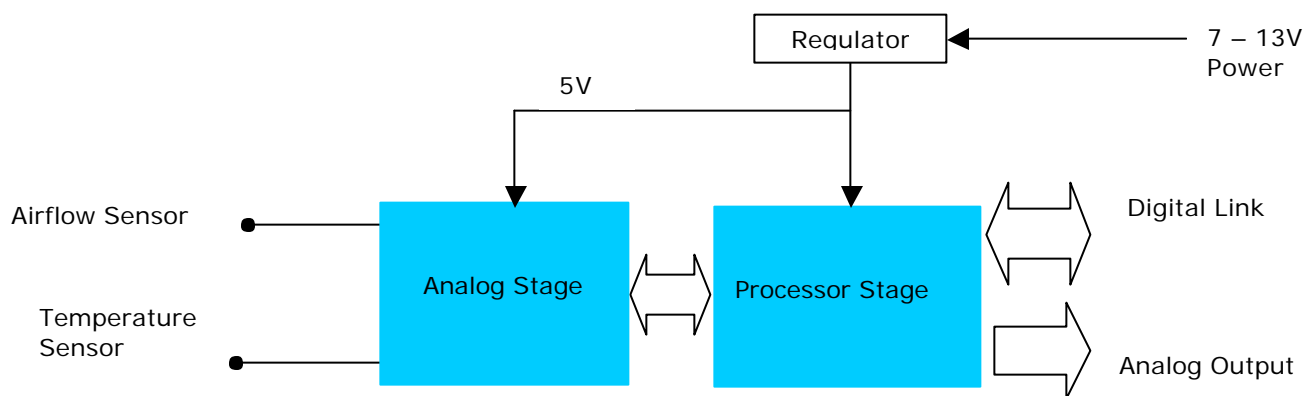 Regulator
7 – 13V
Power
5V
Airflow Sensor
Digital Link
Analog Stage
Processor Stage
Temperature
Sensor
Analog Output